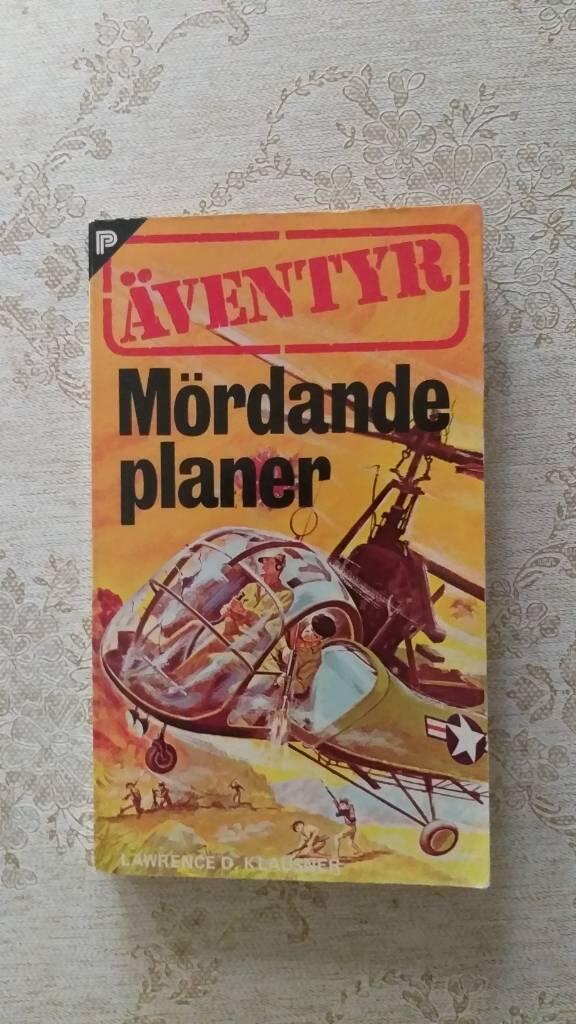 P
ÄVENTYR
Mördande
planer
LAWRENCE D. KLAUSNER